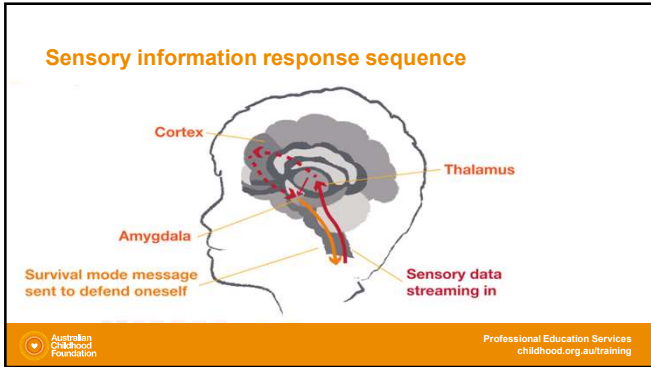 Sensory information response sequence
Cortex
Thalamus
Amygdala
Survival mode message
sent to defend oneself
Sensory data
streaming in
Australian
Childhood
Foundation
Professional Education Services
childhood.org.au/training